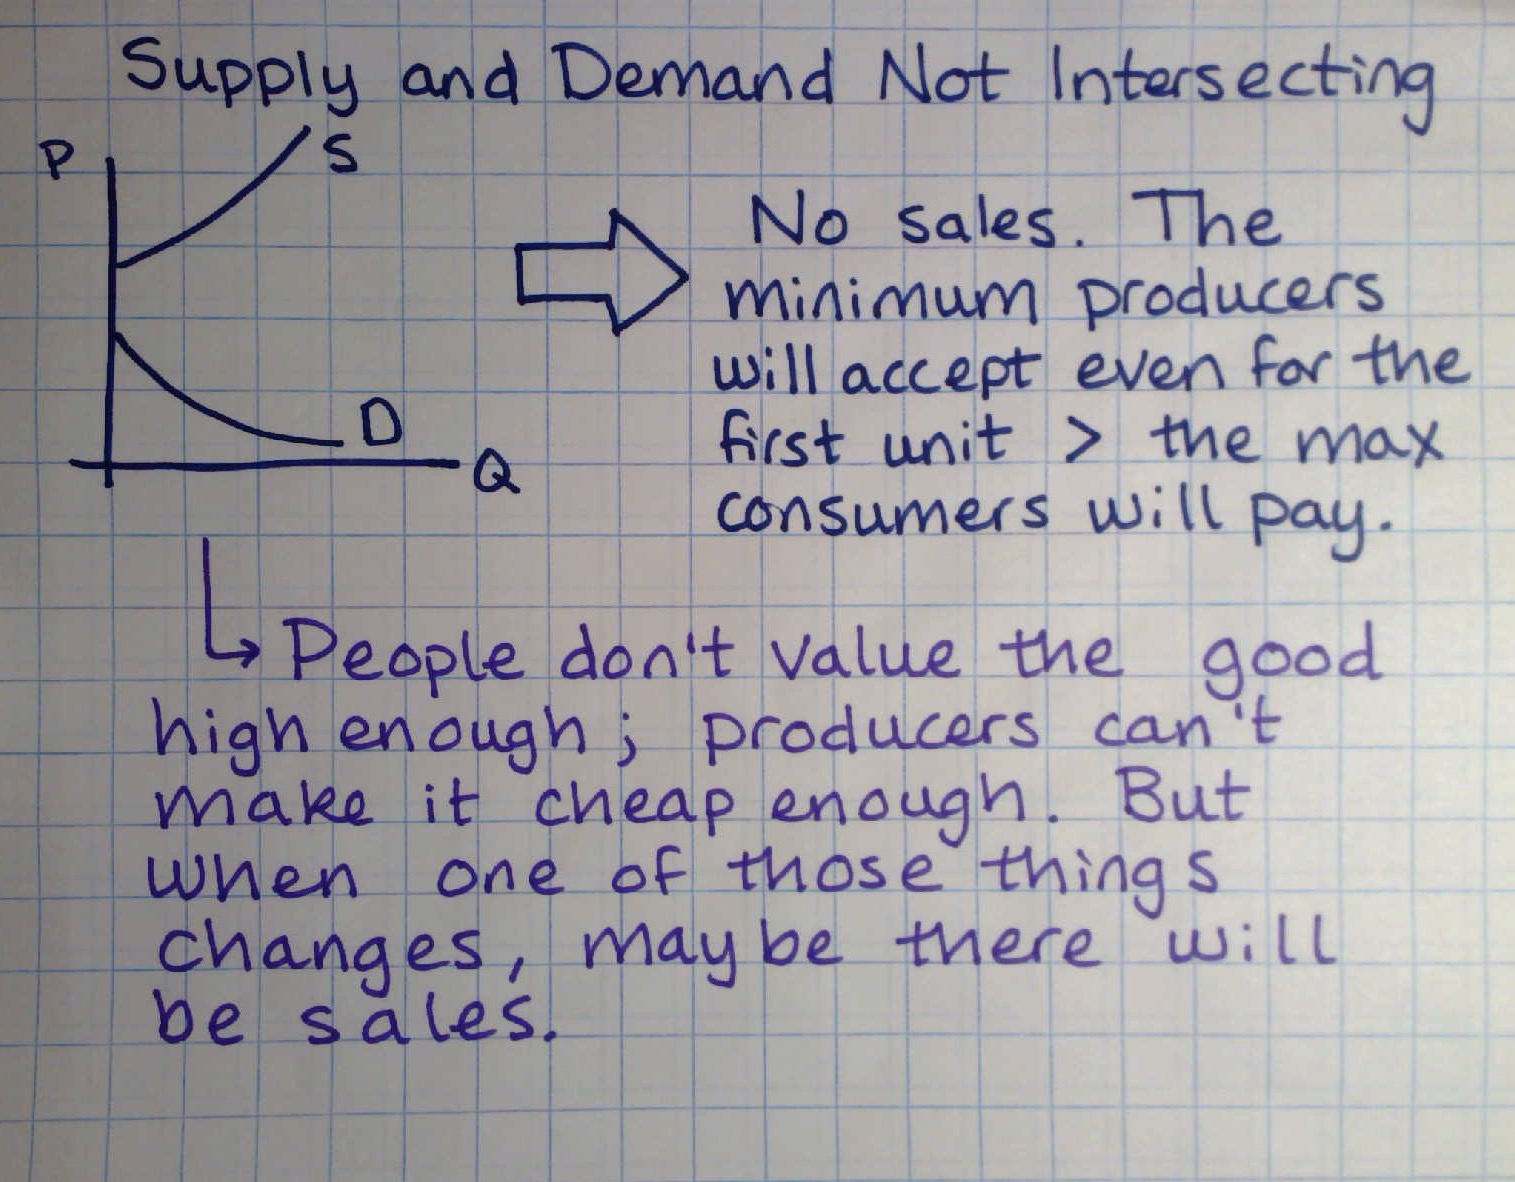 Supply and Demand Not Intersecting
P
S
D
Q
No sales. The
minimum producers
will accept even for the
first unit > the max
consumers will pay.
People don't value the good
high enough; producers can't
make it cheap enough. But
when one of those things
changes, maybe there will
be sales.